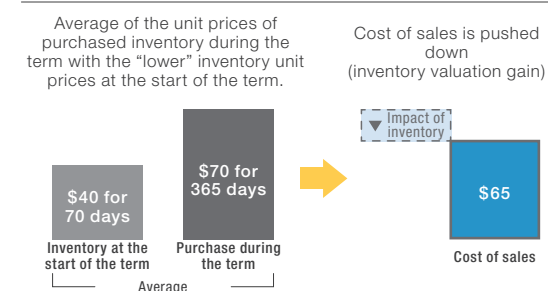 Average of the unit prices of
purchased inventory during the
term with the “lower” inventory unit
prices at the start of the term.
Cost of sales is pushed
down
(inventory valuation gain)
▼ Impact of
inventory
$40 for
70 days
$70 for
365 days
$65
Inventory at the
start of the term
Purchase during
the term
Cost of sales
Average